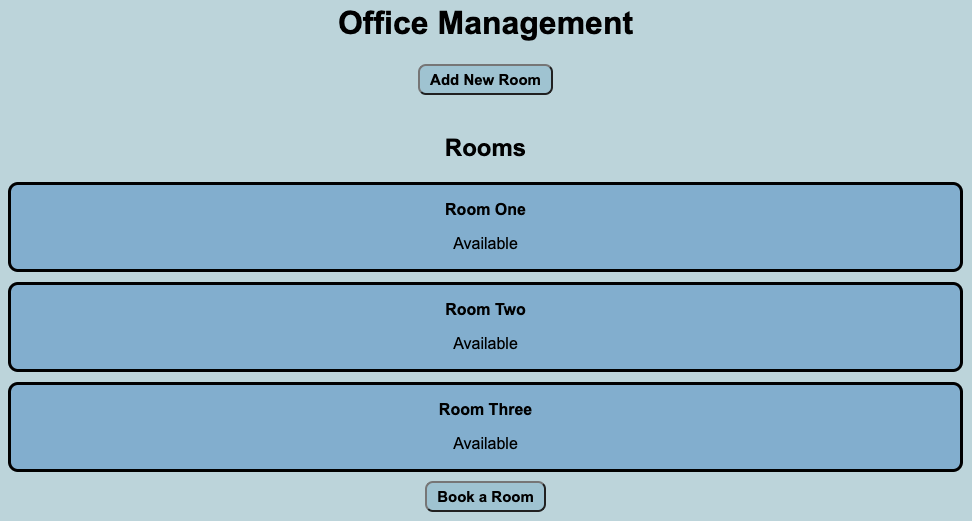 Office Management
Add New Room
Rooms
Room One
Available
Room Two
Available
Room Three
Available
Book a Room